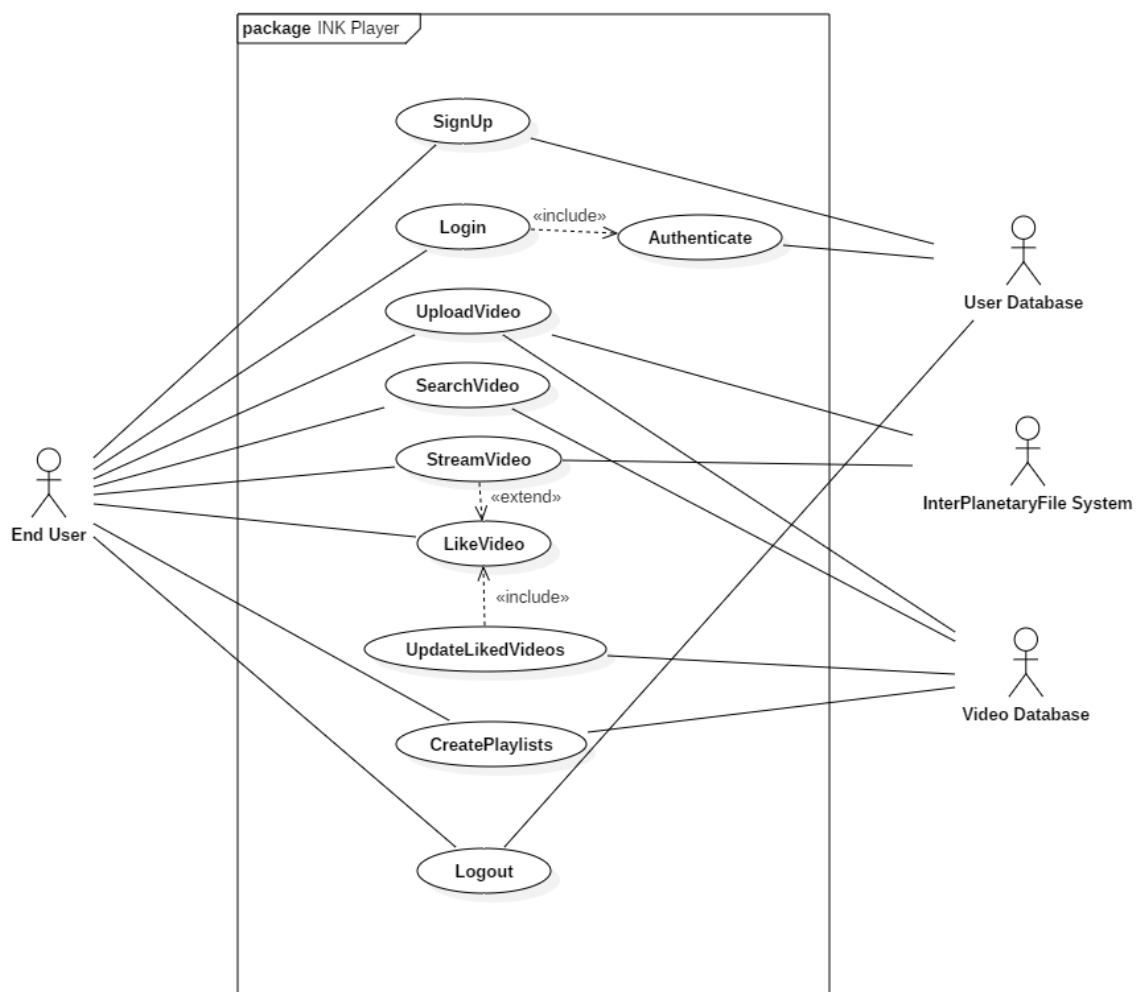 package INK Player
SignUp
Login
«include»
Authenticate
User Database
UploadVideo
SearchVideo
StreamVideo
«extend»
End User
InterPlanetaryFile System
LikeVideo
«include»
UpdateLikedVideos
Video Database
CreatePlaylists
Logout